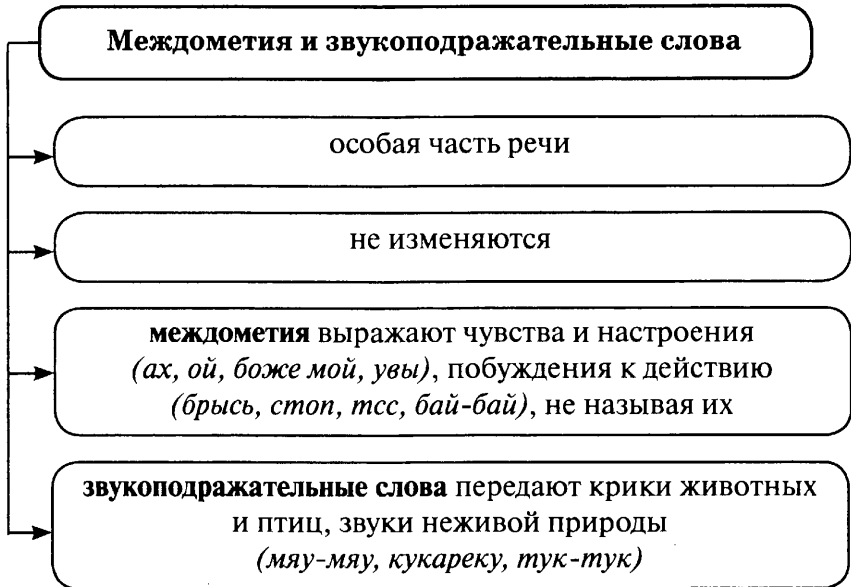 Междометия и звукоподражательные слова
особая часть речи
не изменяются
междометия выражают чувства и настроения
(ах, ой, боже мой, увы), побуждения к действию
(брысь, стоп, тсс, бай-бай), не называя их
звукоподражательные слова передают крики животных
и птиц, звуки неживой природы
(мяу-мяу, кукареку, тук-тук)